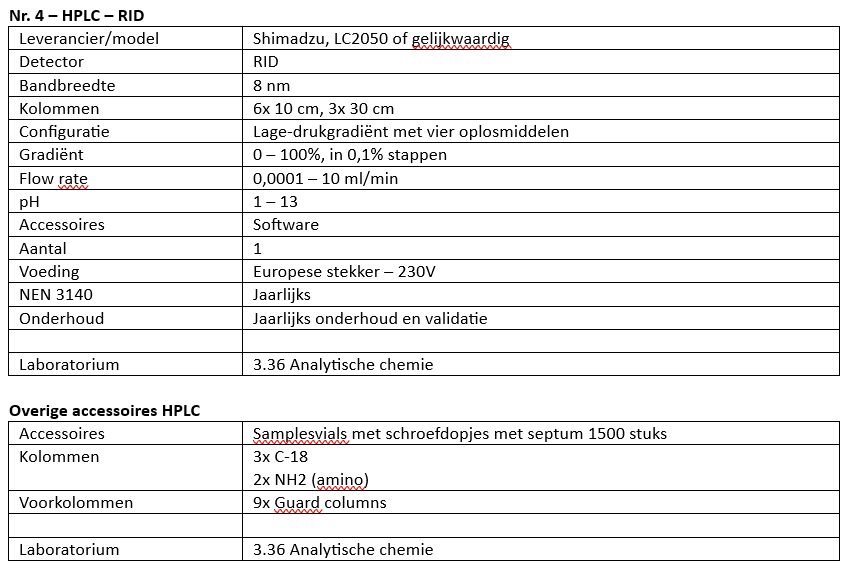 Nr. 4 – HPLC – RID
Leverancier/model Shimadzu, LC2050 of gelijkwaardig
Detector RID
Bandbreedte 8 nm
Kolommen 6x 10 cm, 3x 30 cm
Configuratie Lage-drukgradiënt met vier oplosmiddelen
Gradiënt 0 – 100%, in 0,1% stappen
Flow rate 0,0001 – 10 ml/min
pH 1 – 13
Accessoires Software
Aantal 1
Voeding Europese stekker – 230V
NEN 3140 Jaarlijks
Onderhoud Jaarlijks onderhoud en validatie
Laboratorium 3.36 Analytische chemie
Overige accessoires HPLC
Accessoires Samplesvials met schroefdopjes met septum 1500 stuks
Kolommen 3x C-18
2x NH2 (amino)
Voorkolommen 9x Guard columns
Laboratorium 3.36 Analytische chemie